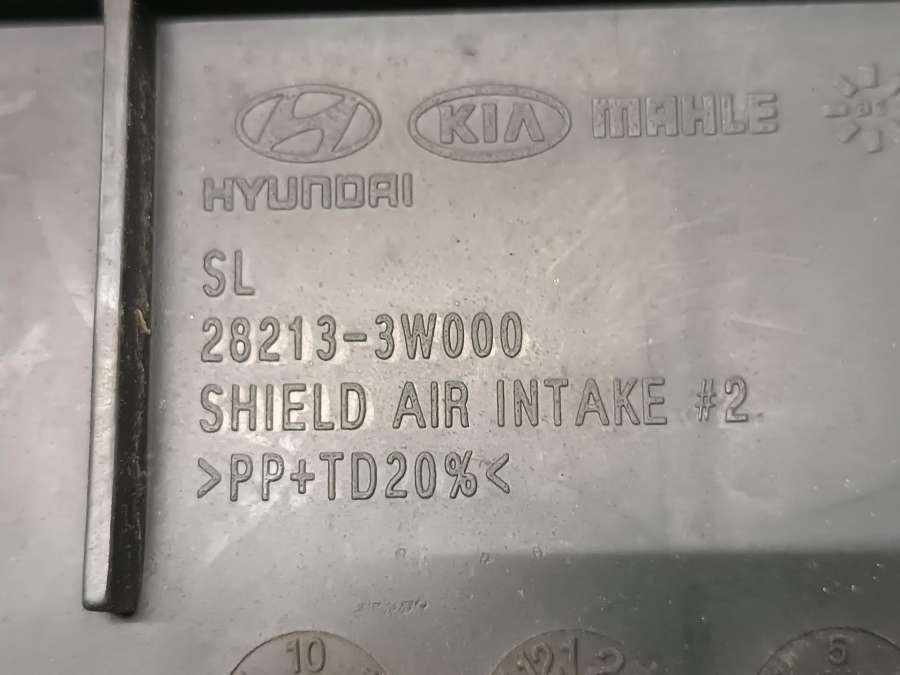 KIA MAHLE
HYUNDAI
SL
28213-3W000
SHIELD AIR INTAKE #2
>PP+TD20%<
10 5